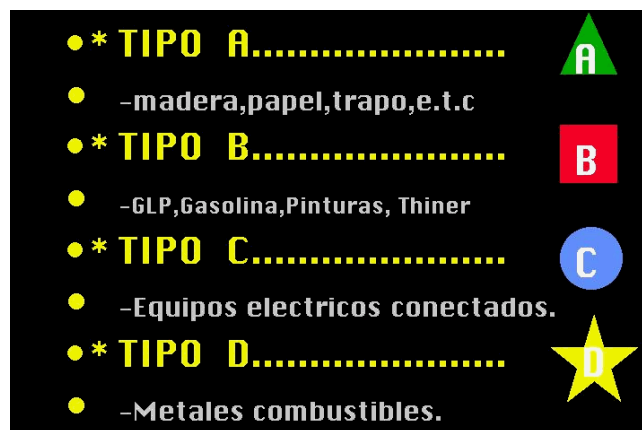 * TIPO A...................... A
-madera,papel,trapo,e.t.c
* TIPO B...................... B
-GLP,Gasolina,Pinturas, Thiner
* TIPO C...................... C
-Equipos electricos conectados.
* TIPO D...................... D
-Metales combustibles.